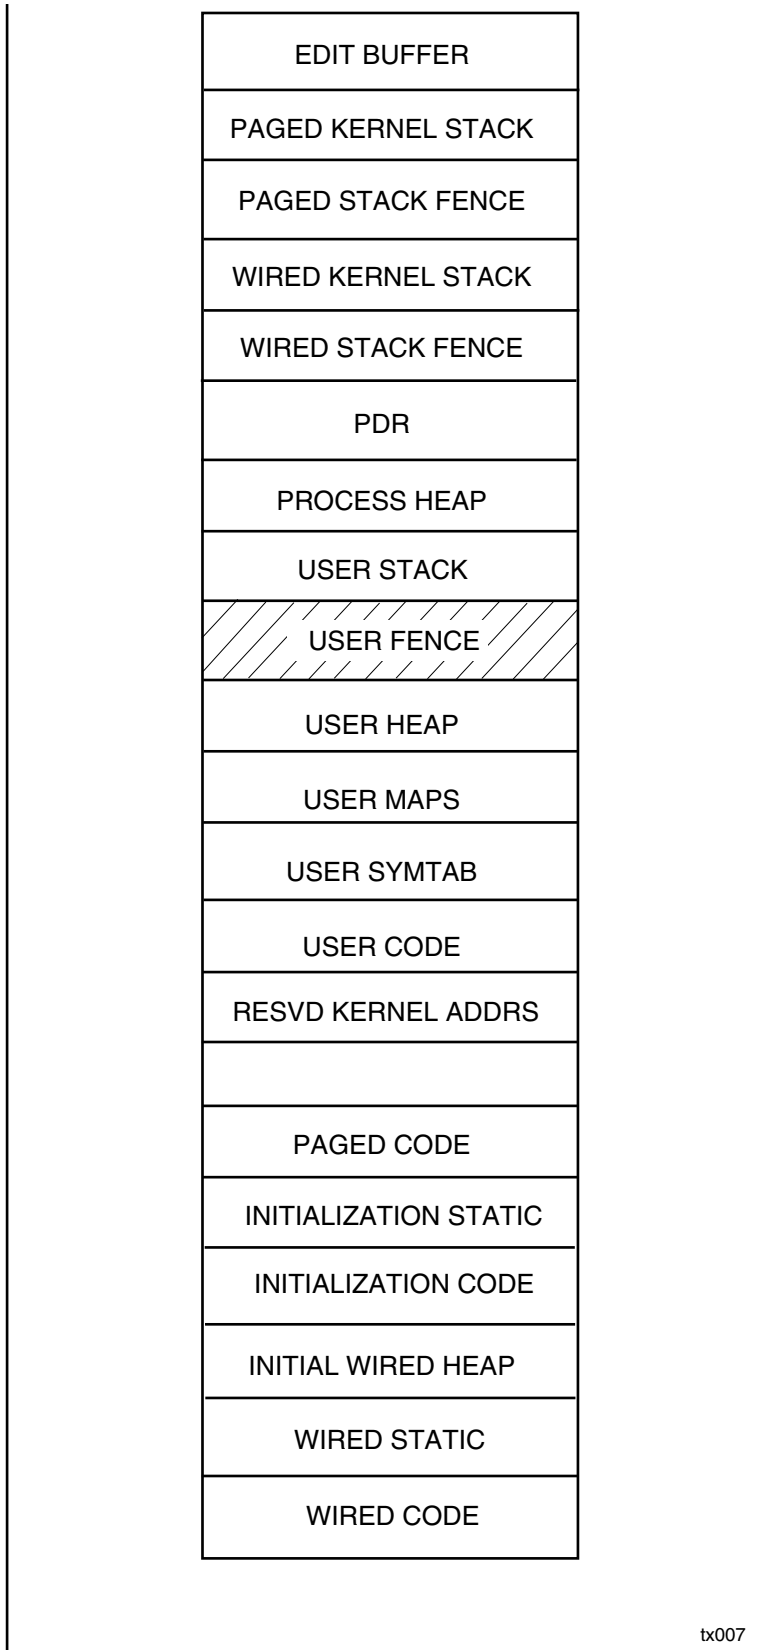 EDIT BUFFER
PAGED KERNEL STACK
PAGED STACK FENCE
WIRED KERNEL STACK
WIRED STACK FENCE
PDR
PROCESS HEAP
USER STACK
USER FENCE
USER HEAP
USER MAPS
USER SYMTAB
USER CODE
RESVD KERNEL ADDRS
PAGED CODE
INITIALIZATION STATIC
INITIALIZATION CODE
INITIAL WIRED HEAP
WIRED STATIC
WIRED CODE
tx007